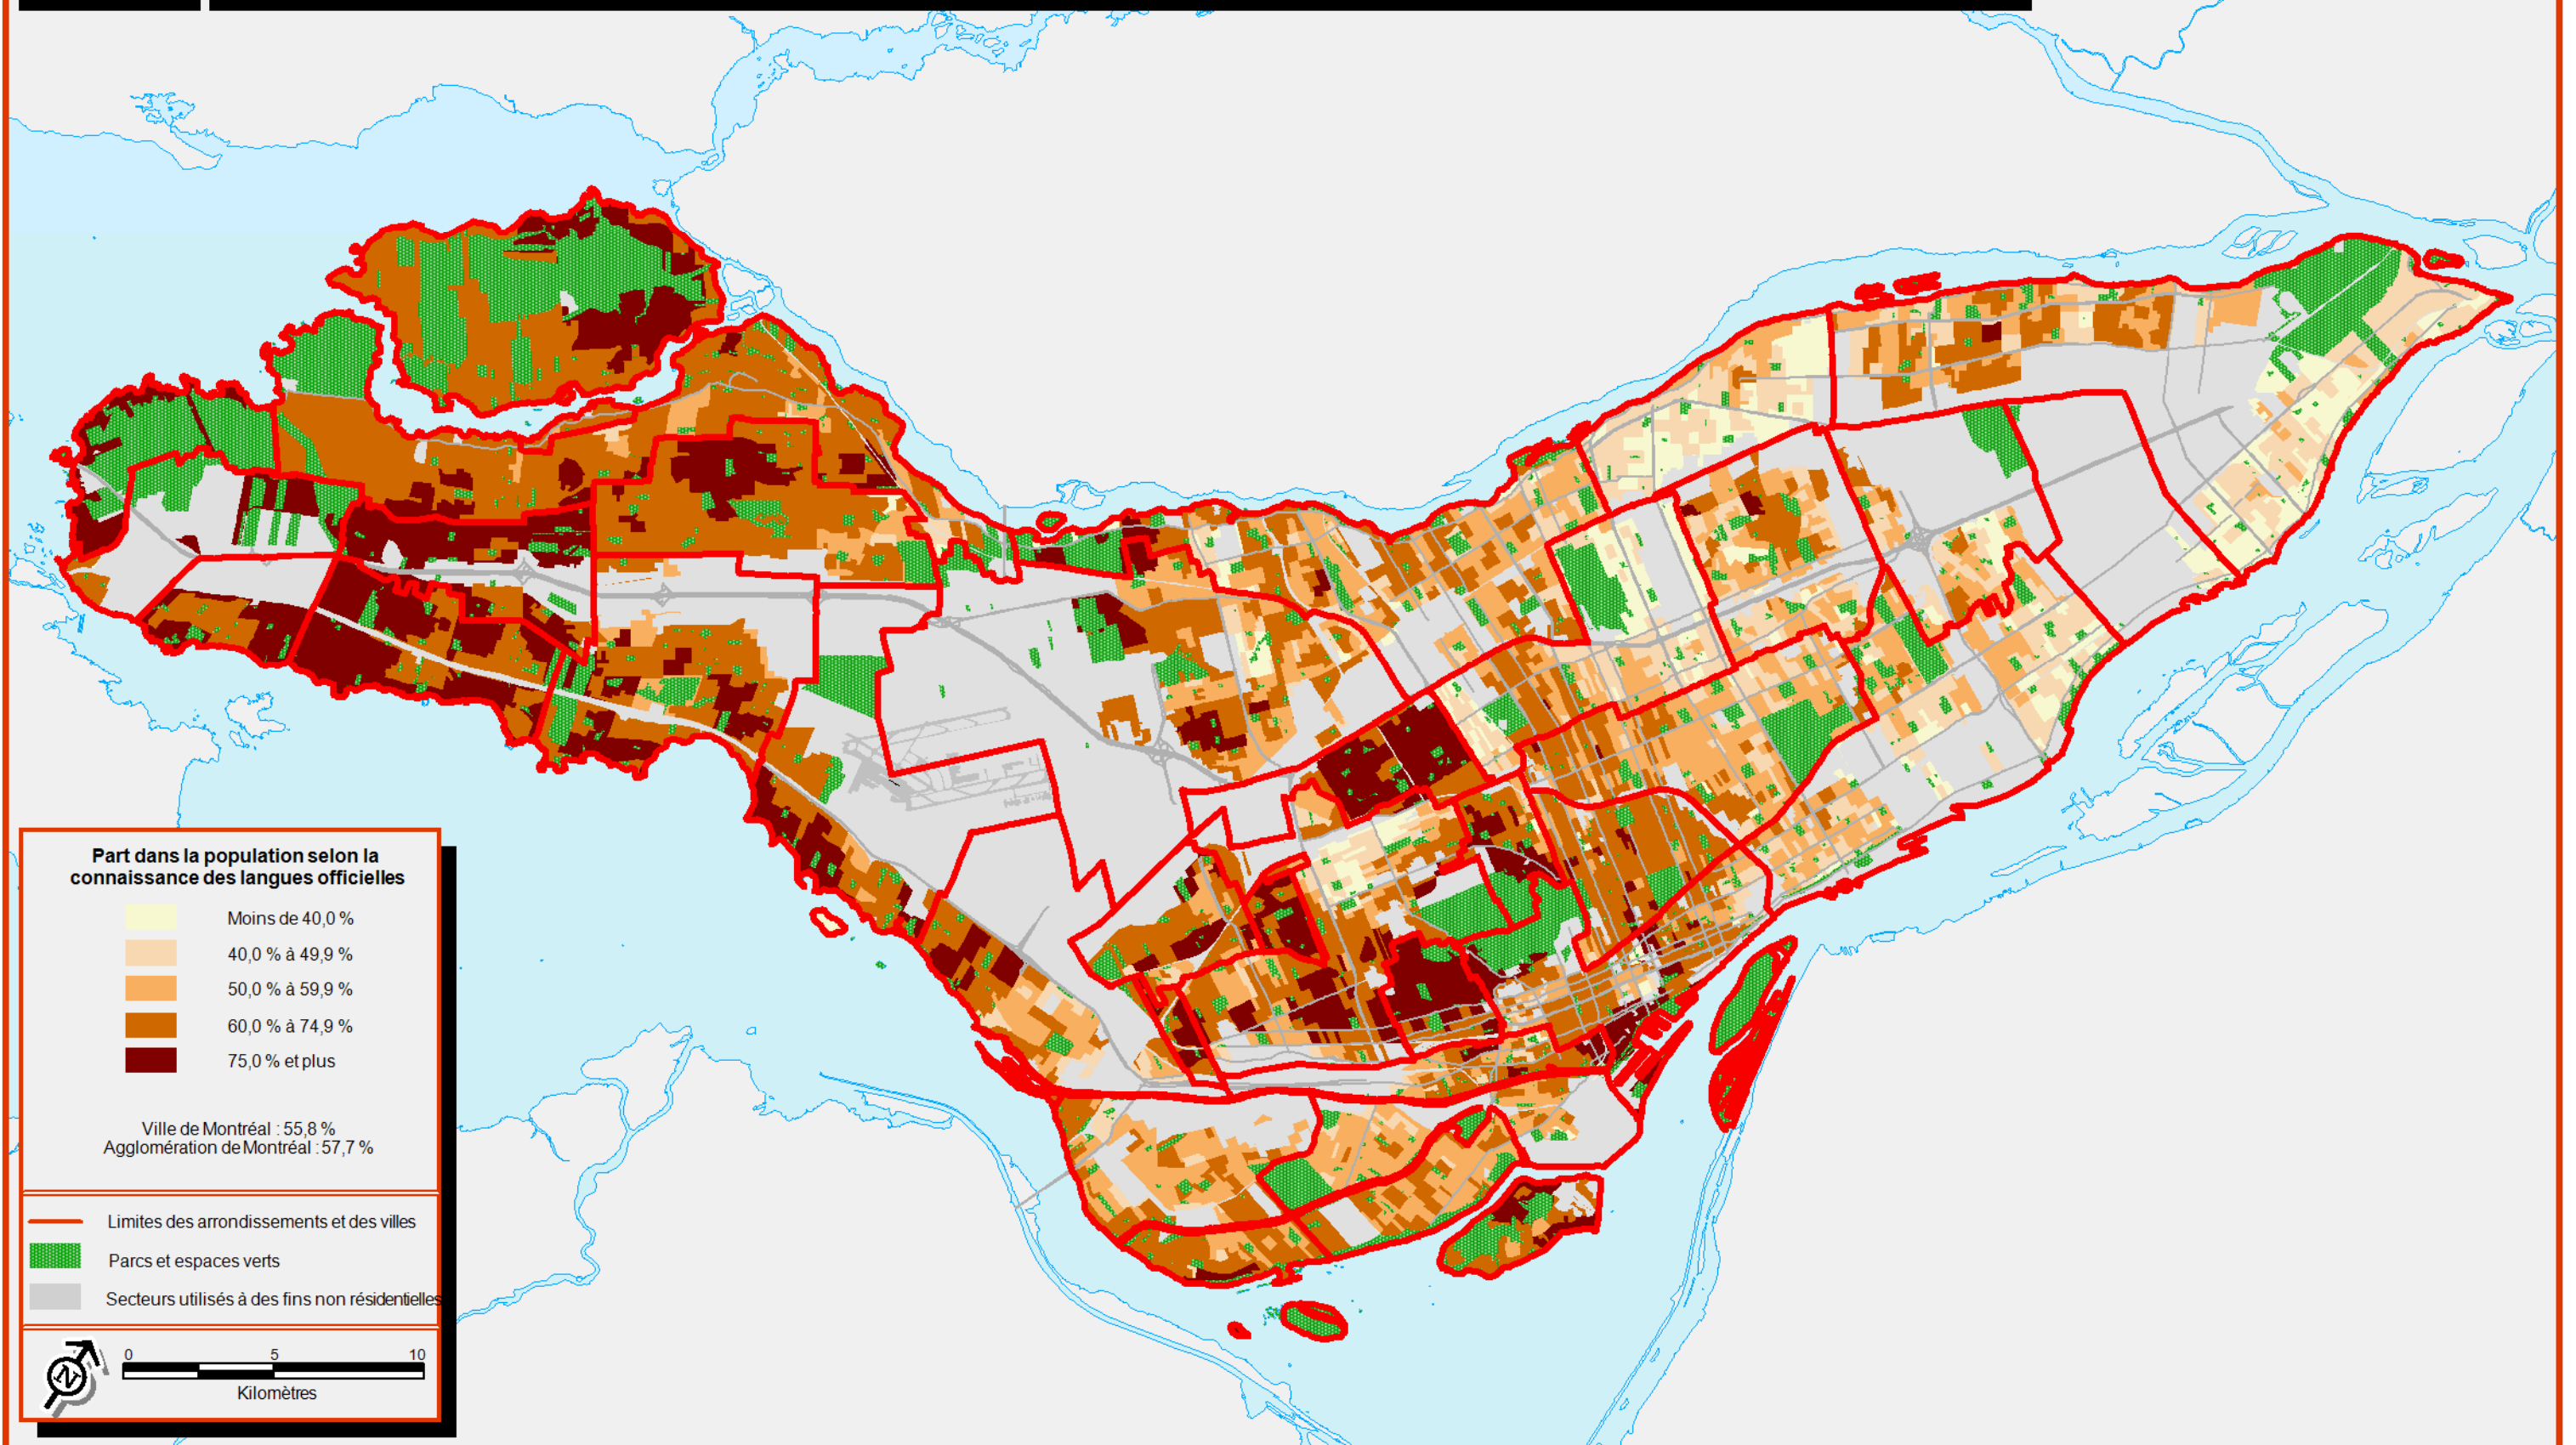 Part dans la population selon la
connaissance des langues officielles
Moins de 40,0 %
40,0 % à 49,9 %
50,0 % à 59,9 %
60,0 % à 74,9 %
75,0 % et plus
Ville de Montréal : 55,8 %
Agglomération de Montréal : 57,7 %
Limites des arrondissements et des villes
Parcs et espaces verts
Secteurs utilisés à des fins non résidentielles
N
0 5 10
Kilomètres